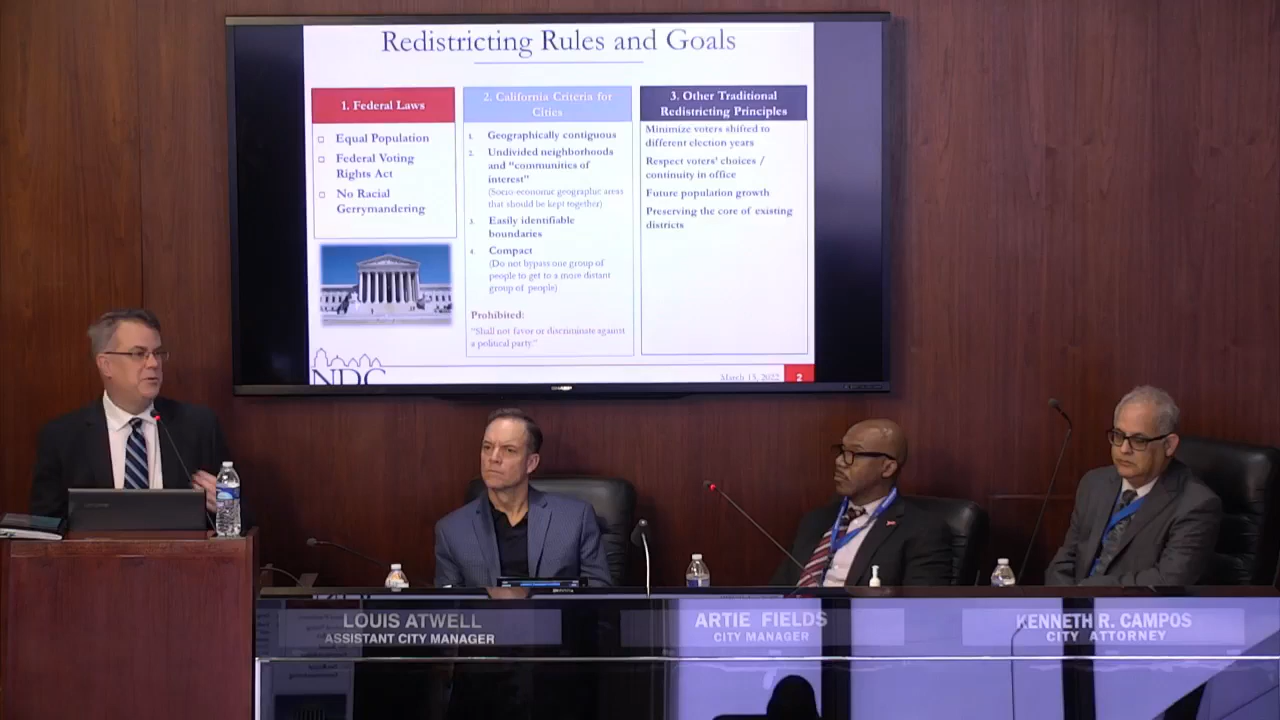 Redistricting Rules and Goals
1. Federal Laws
Equal Population
Federal Voting
Rights Act
No Racial
Gerrymandering
2. California Criteria for
Cities
1. Geographically contiguous
2. Undivided neighborhoods
and “communities of
interest”
(Socio-economic geographic areas
that should be kept together)
3. Easily identifiable
boundaries
4. Compact
(Do not bypass one group of
people to get to a more distant
group of people)
Prohibited:
“Shall not favor or discriminate against
a political party.”
3. Other Traditional
Redistricting Principles
Minimize voters shifted to
different election years
Respect voters' choices /
continuity in office
Future population growth
Preserving the core of existing
districts
NDC
March 15, 2022
2
LOUIS ATWELL
ASSISTANT CITY MANAGER
ARTIE FIELDS
CITY MANAGER
KENNETH R. CAMPOS
CITY ATTORNEY